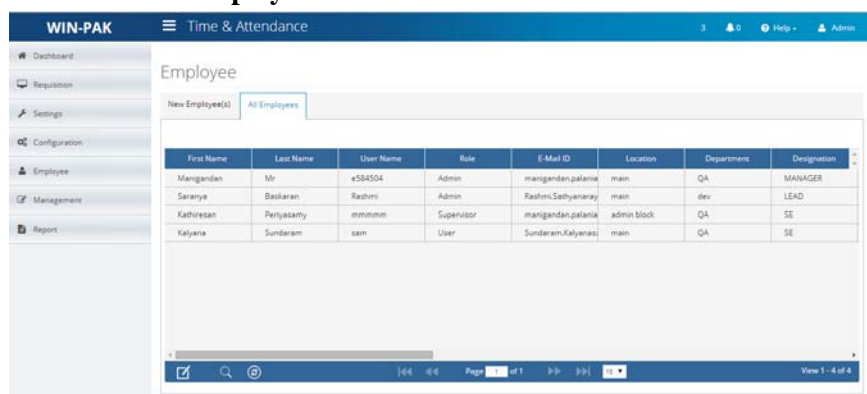 WIN-PAK
Time & Attendance
3
0
Help
Admin
Dashboard
Requisition
Settings
Configuration
Employee
Management
Report
Employee
New Employee(s)
All Employees
First Name Last Name User Name Role E-Mail ID Location Department Designation
Manigandan Mr e584504 Admin manigandan.palania main QA MANAGER
Saranya Baskaran Rashmi Admin Rashmi.Sathyanaray main dev LEAD
Kathiresan Periyasamy mmmmm Supervisor manigandan.palania admin block QA SE
Kalyana Sundaram sam User main QA SE
Page 1 of 1
10
View 1 - 4 of 4